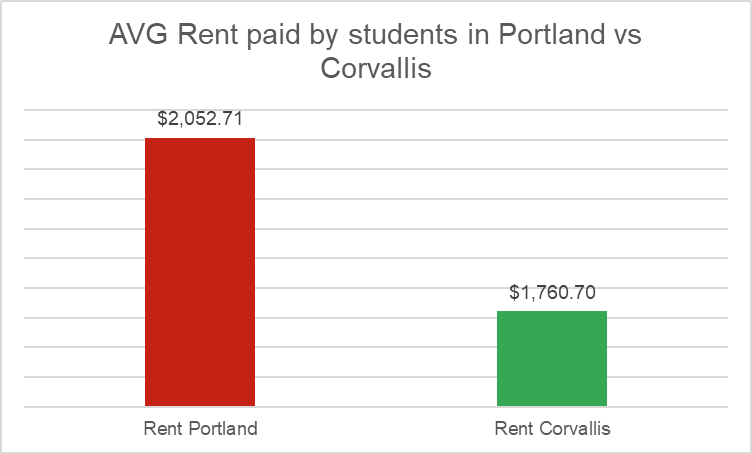 AVG Rent paid by students in Portland vs
Corvallis
$2,052.71
$1,760.70
Rent Portland
Rent Corvallis